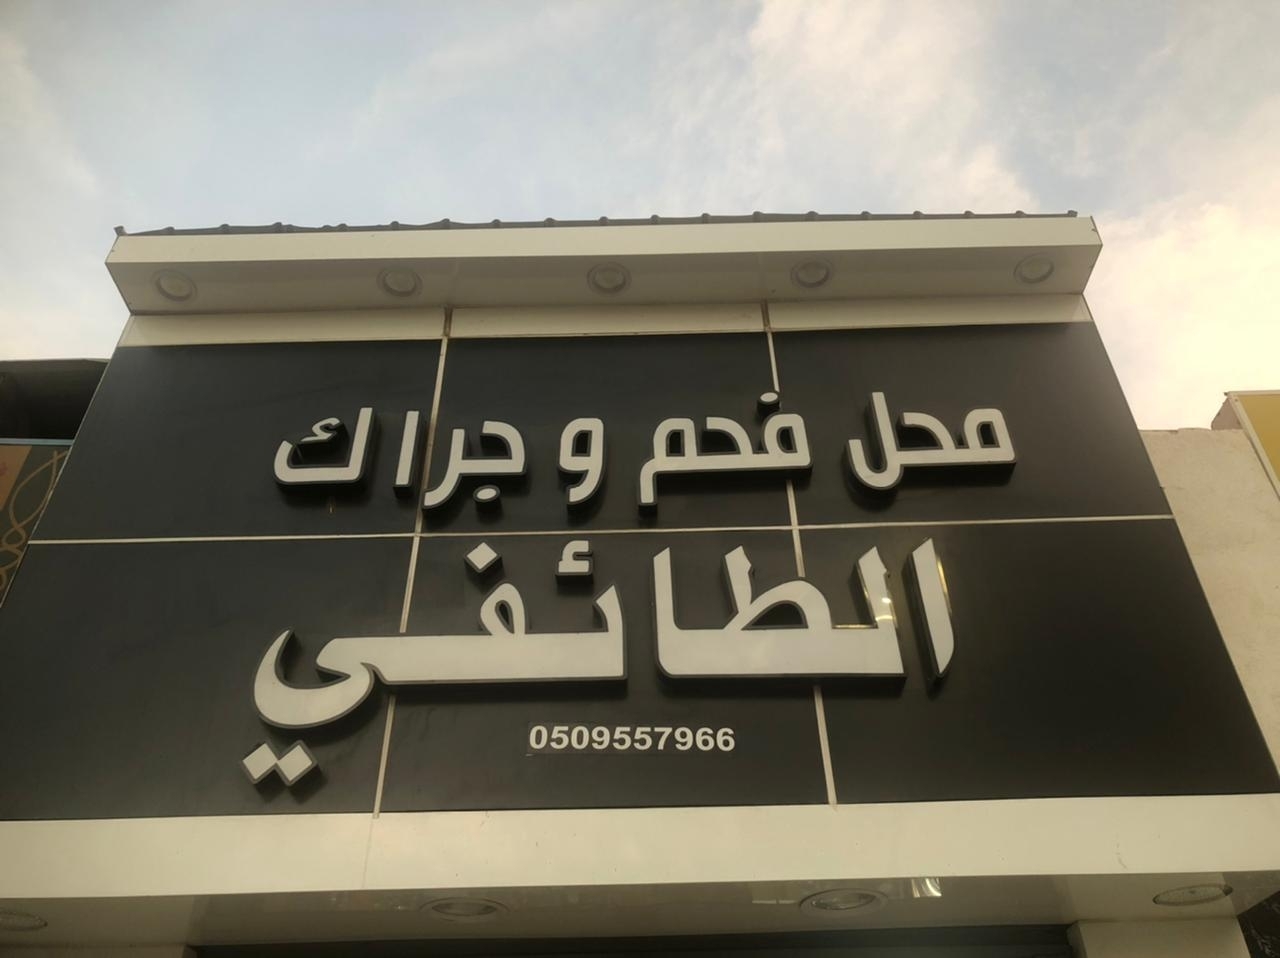 محل فحم و جراك
الطائفي
0509557966